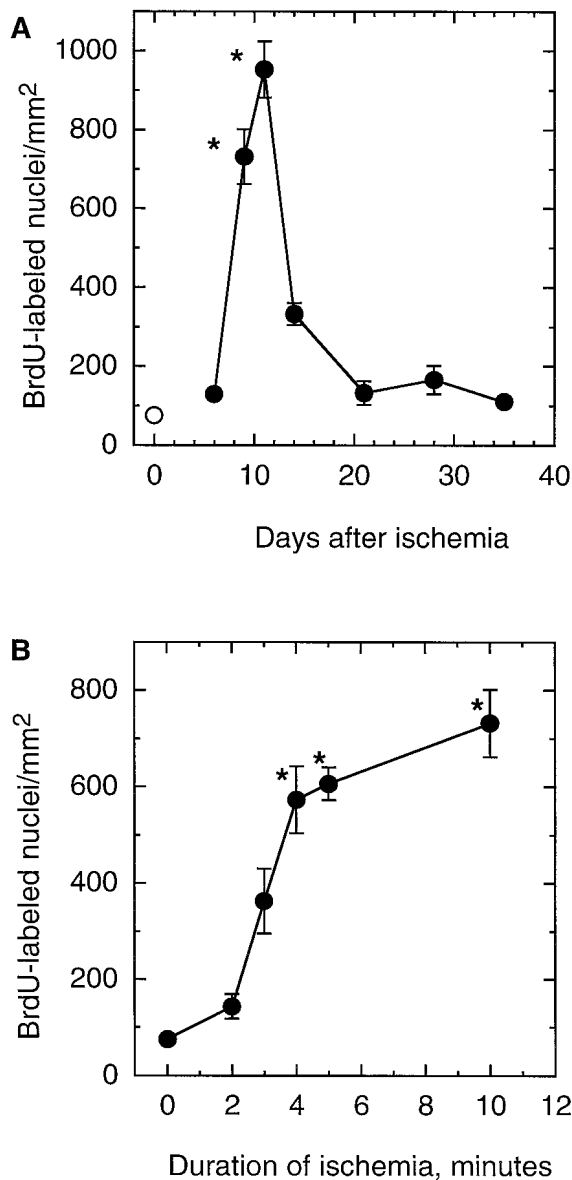 A
BrdU-labeled nuclei/mm²
1000
800
600
400
200
0
*
*
0 10 20 30 40
Days after ischemia
B
BrdU-labeled nuclei/mm²
800
600
400
200
0
*
*
*
0 2 4 6 8 10 12
Duration of ischemia, minutes